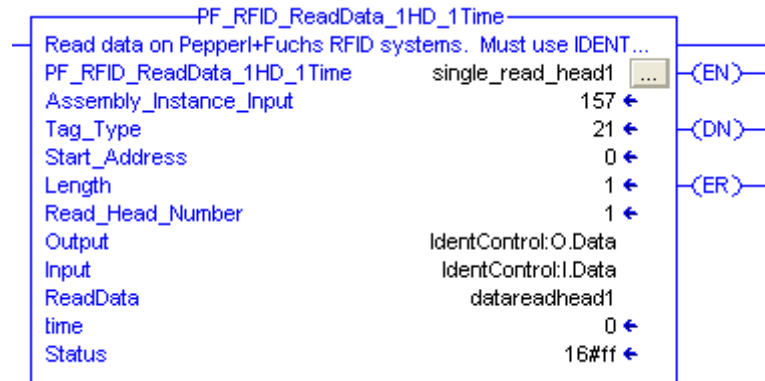 PF_RFID_ReadData_1HD_1Time
Read data on Pepperl+Fuchs RFID systems. Must use IDENT...
PF_RFID_ReadData_1HD_1Time single_read_head1 ... (EN)
Assembly_Instance_Input 157
Tag_Type 21 (DN)
Start_Address 0
Length 1 (ER)
Read_Head_Number 1
Output IdentControl:O.Data
Input IdentControl:I.Data
ReadData datareadhead1
time 0
Status 16#ff